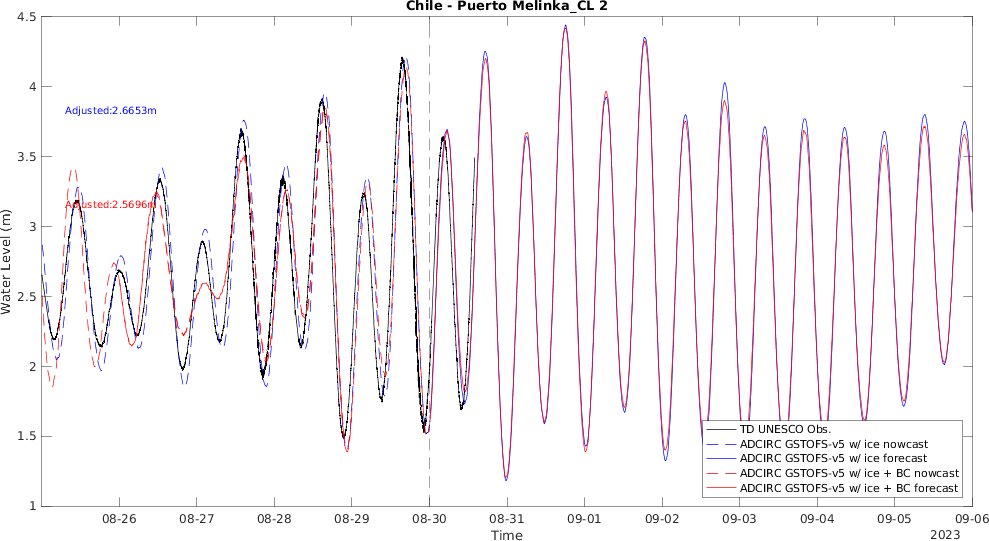 Chile - Puerto Melinka_CL 2
4.5
4
3.5
3
2.5
2
1.5
1
Water Level (m)
Adjusted:2.6653m
Adjusted:2.5696m
TD UNESCO Obs.
ADCIRC GSTOFS-v5 w/ ice nowcast
ADCIRC GSTOFS-v5 w/ ice forecast
ADCIRC GSTOFS-v5 w/ ice + BC nowcast
ADCIRC GSTOFS-v5 w/ ice + BC forecast
08-26 08-27 08-28 08-29 08-30 08-31 09-01 09-02 09-03 09-04 09-05 09-06
Time
2023